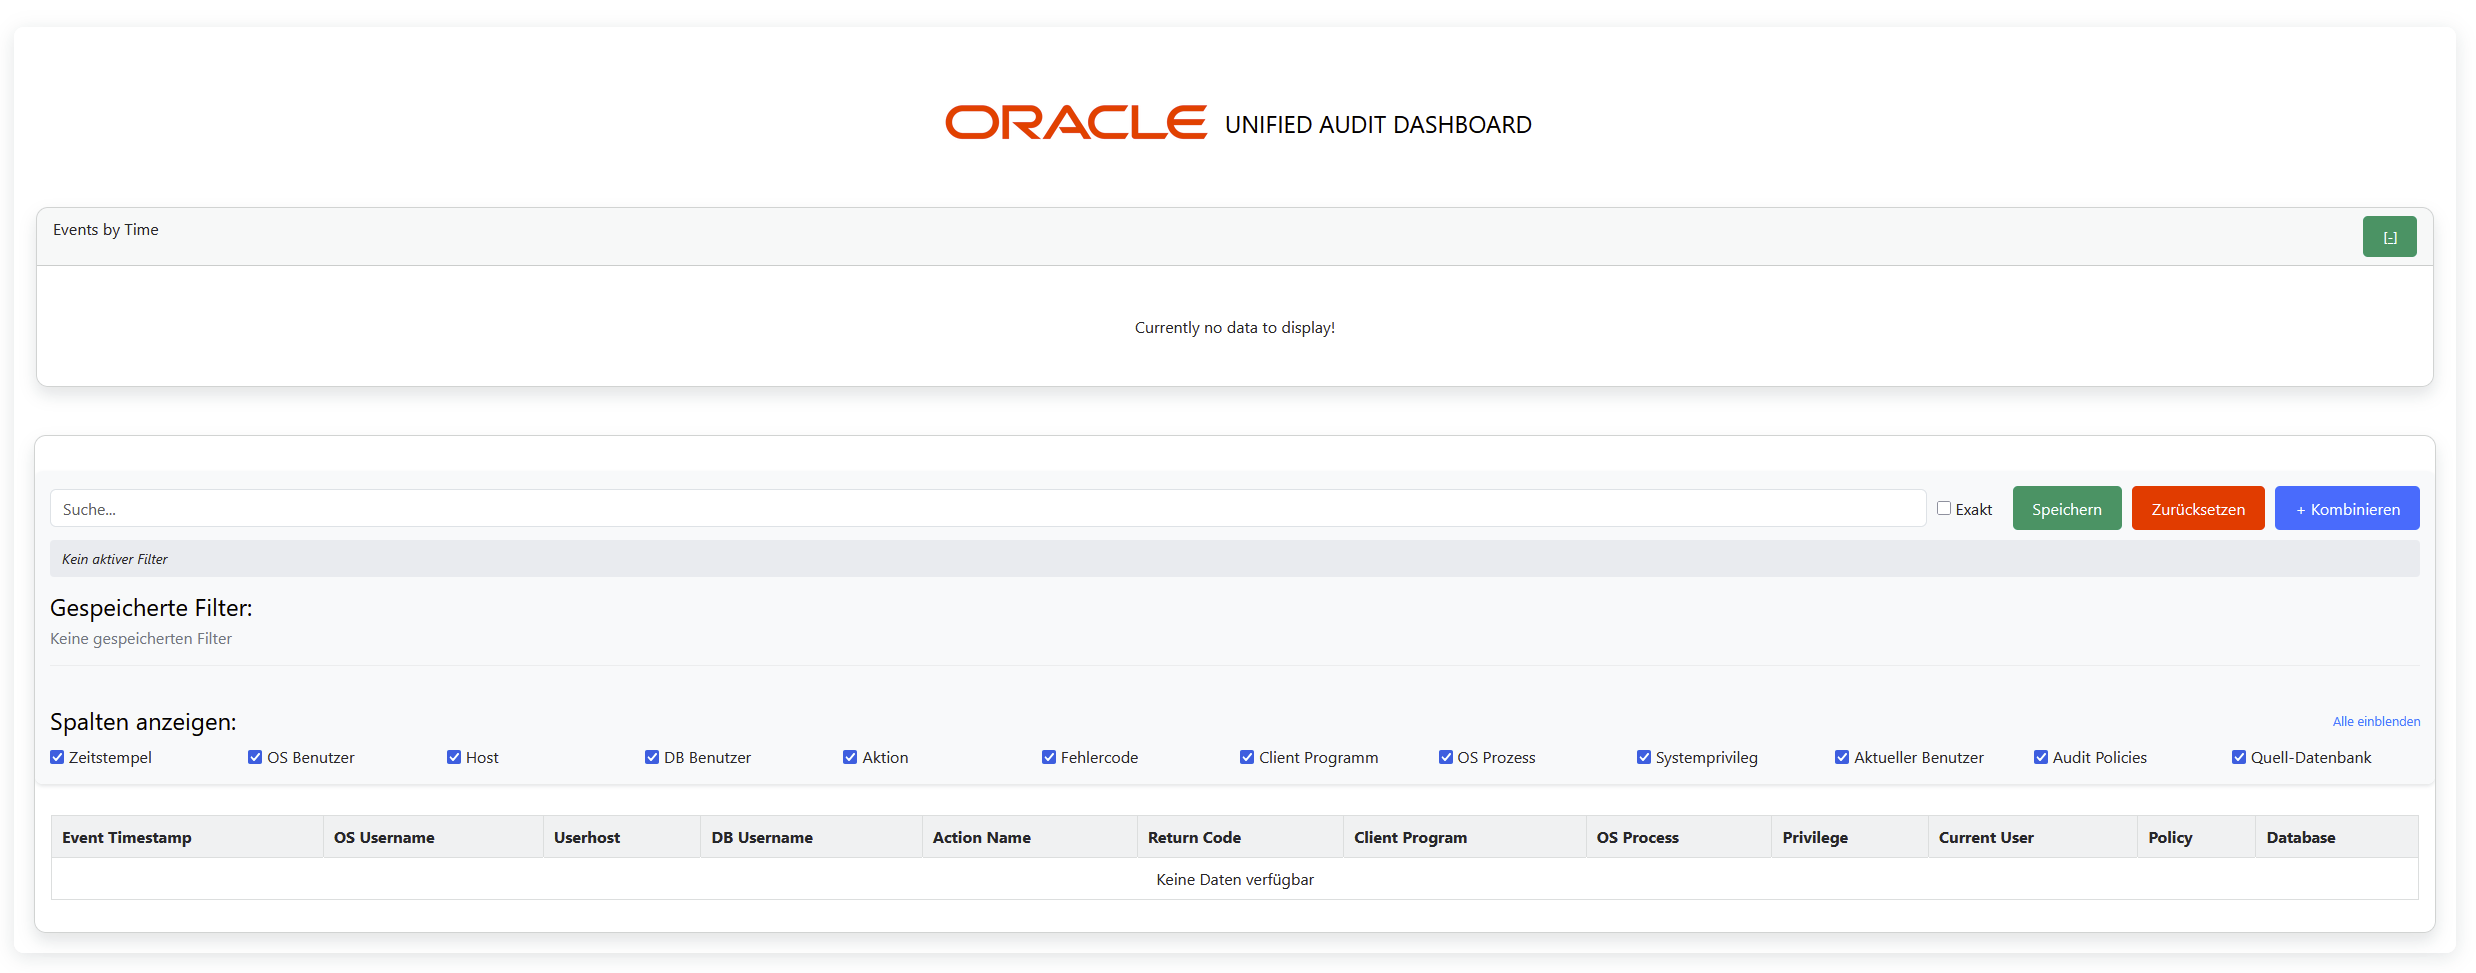 ORACLE UNIFIED AUDIT DASHBOARD
Events by Time [-]
Currently no data to display!
Suche... Exakt Speichern Zurücksetzen + Kombinieren
Kein aktiver Filter
Gespeicherte Filter:
Keine gespeicherten Filter
Spalten anzeigen: Alle einblenden
Zeitstempel OS Benutzer Host DB Benutzer Aktion Fehlercode Client Programm OS Prozess Systemprivileg Aktueller Benutzer Audit Policies Quell-Datenbank
Event Timestamp OS Username Userhost DB Username Action Name Return Code Client Program OS Process Privilege Current User Policy Database
Keine Daten verfügbar